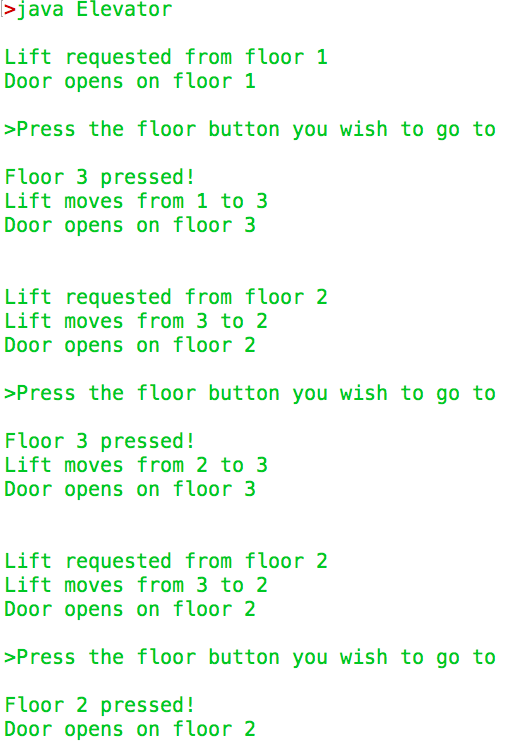 >java Elevator
Lift requested from floor 1
Door opens on floor 1
>Press the floor button you wish to go to
Floor 3 pressed!
Lift moves from 1 to 3
Door opens on floor 3
Lift requested from floor 2
Lift moves from 3 to 2
Door opens on floor 2
>Press the floor button you wish to go to
Floor 3 pressed!
Lift moves from 2 to 3
Door opens on floor 3
Lift requested from floor 2
Lift moves from 3 to 2
Door opens on floor 2
>Press the floor button you wish to go to
Floor 2 pressed!
Door opens on floor 2